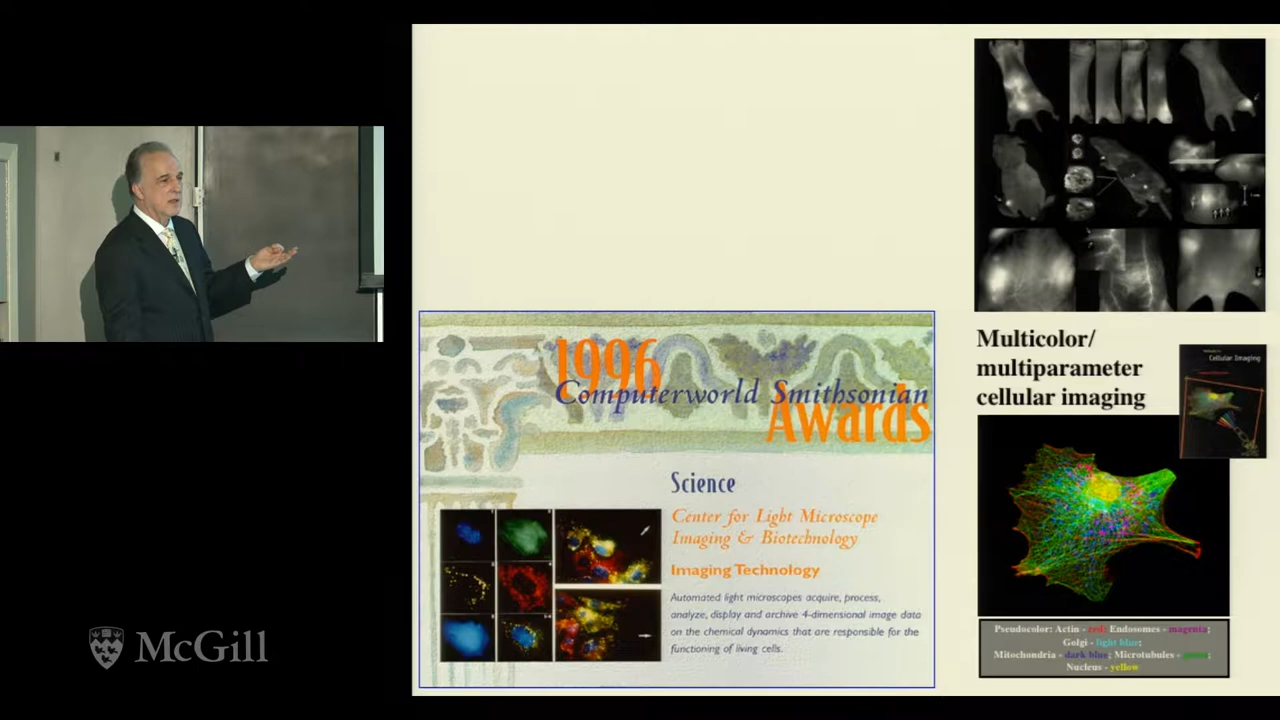 McGill
1996
Computerworld Smithsonian
Awards
Science
Center for Light Microscope
Imaging & Biotechnology
Imaging Technology
Automated light microscopes acquire, process,
analyze, display and archive 4-dimensional image data
on the chemical dynamics that are responsible for the
functioning of living cells.
Multicolor/
multiparameter
cellular imaging
Cellular Imaging
Pseudocolor: Actin - red; Endosomes - magenta;
Golgi - light blue;
Mitochondria - dark blue; Microtubules - green;
Nucleus - yellow